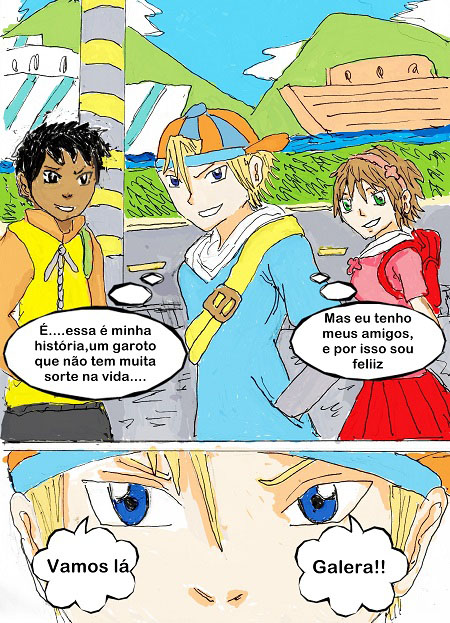 É....essa é minha
história,um garoto
que não tem muita
sorte na vida....
Mas eu tenho
meus amigos,
e por isso sou
feliiz
Vamos lá
Galera!!